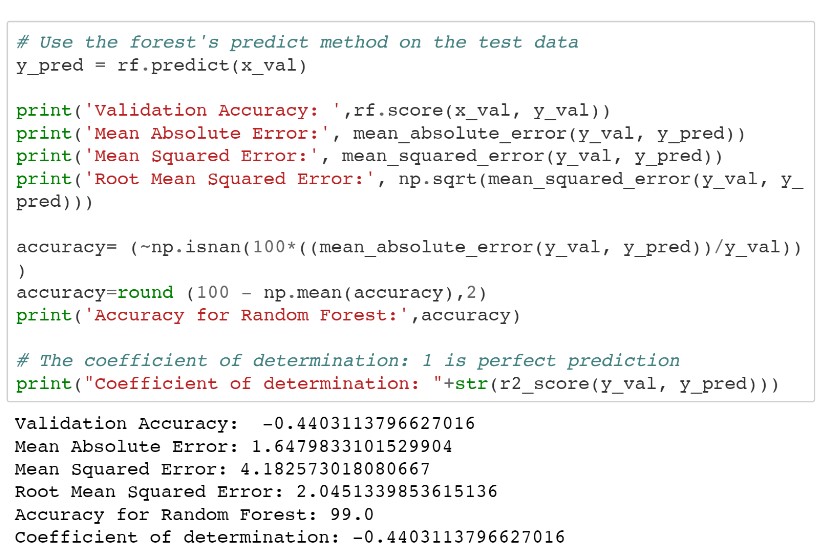 # Use the forest's predict method on the test data
y_pred = rf.predict(x_val)
print('Validation Accuracy: ',rf.score(x_val, y_val))
print('Mean Absolute Error:', mean_absolute_error(y_val, y_pred))
print('Mean Squared Error:', mean_squared_error(y_val, y_pred))
print('Root Mean Squared Error:', np.sqrt(mean_squared_error(y_val, y_
pred)))
accuracy= (~np.isnan(100*((mean_absolute_error(y_val, y_pred))/y_val))
)
accuracy=round (100 - np.mean(accuracy),2)
print('Accuracy for Random Forest:',accuracy)
# The coefficient of determination: 1 is perfect prediction
print("Coefficient of determination: "+str(r2_score(y_val, y_pred)))
Validation Accuracy:  -0.4403113796627016
Mean Absolute Error: 1.6479833101529904
Mean Squared Error: 4.182573018080667
Root Mean Squared Error: 2.0451339853615136
Accuracy for Random Forest: 99.0
Coefficient of determination: -0.4403113796627016